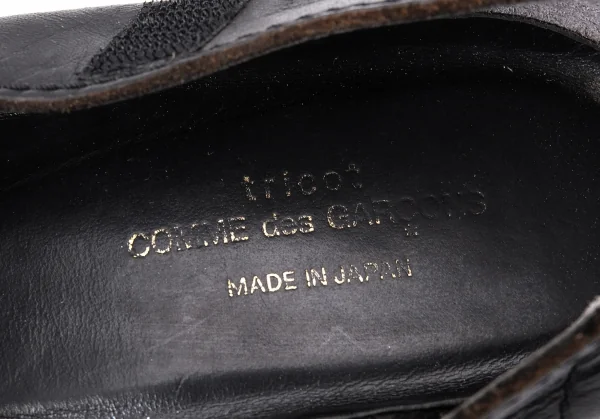 tricot
COMME des GARÇONS
MADE IN JAPAN